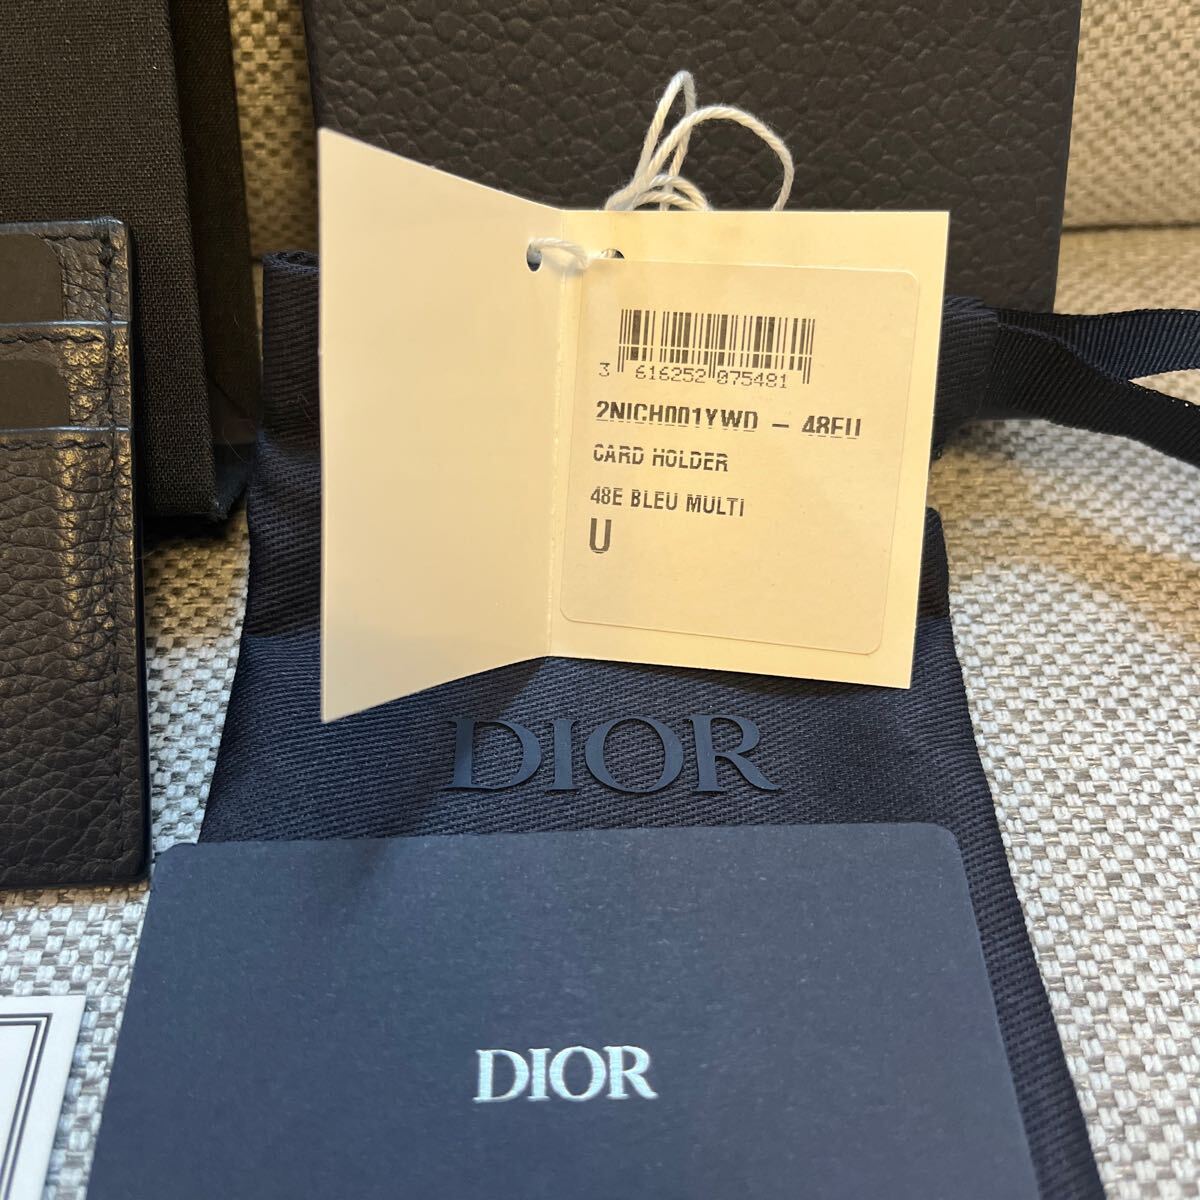 3 616252 075481
2NICH001YWD - 48EU
CARD HOLDER
48E BLEU MULTI
U
DIOR
DIOR